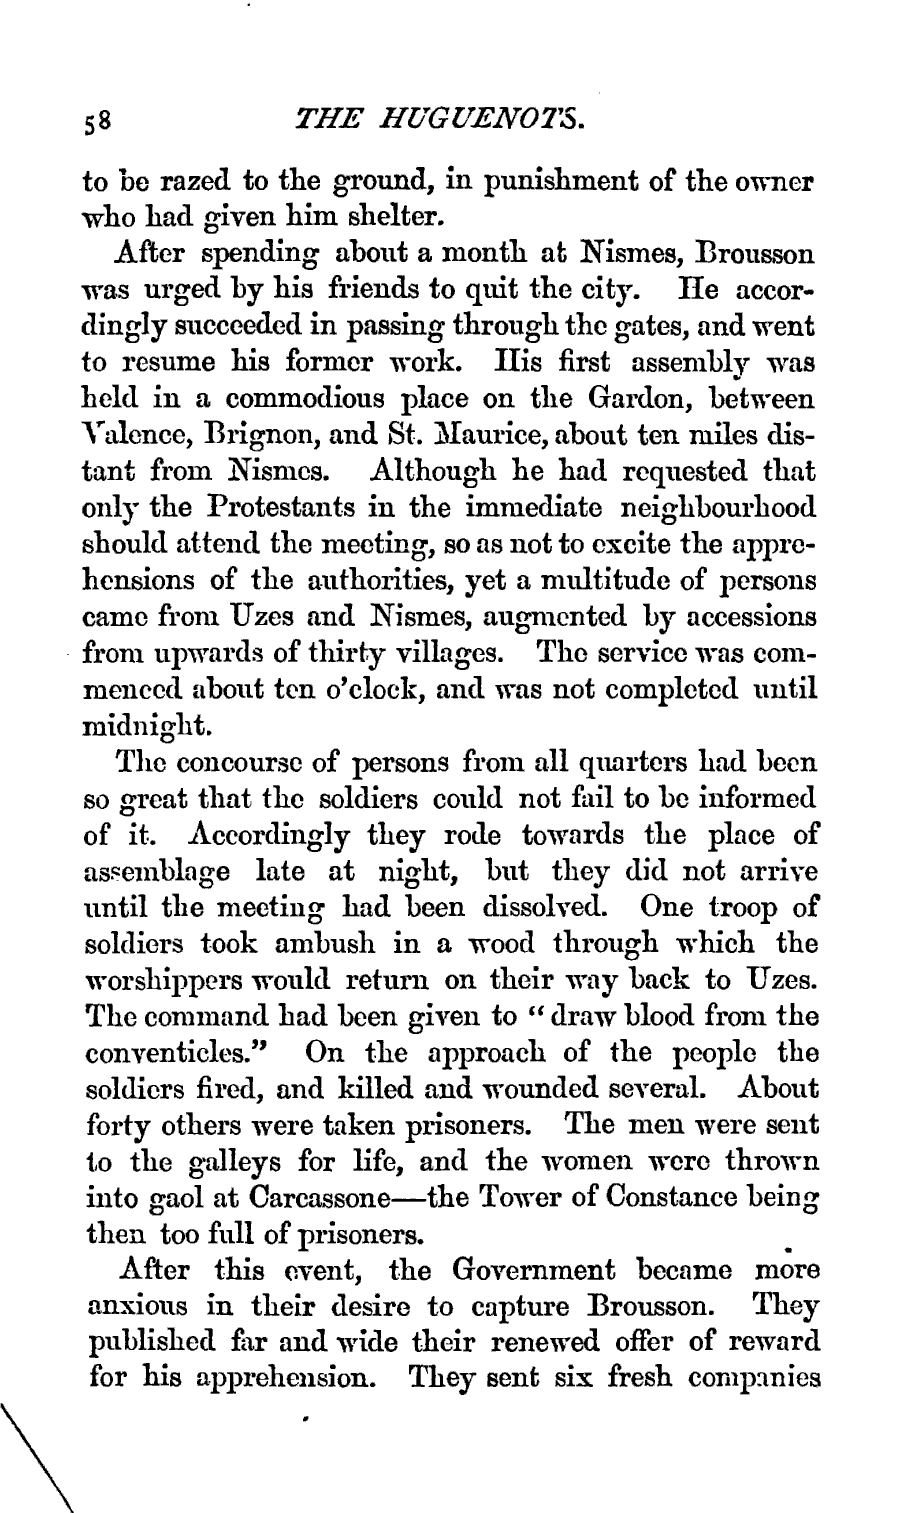 58 THE HUGUENOTS.
to be razed to the ground, in punishment of the owner
who had given him shelter.
After spending about a month at Nismes, Brousson
was urged by his friends to quit the city. He accor-
dingly succeeded in passing through the gates, and went
to resume his former work. His first assembly was
held in a commodious place on the Gardon, between
Valence, Brignon, and St. Maurice, about ten miles dis-
tant from Nismes. Although he had requested that
only the Protestants in the immediate neighbourhood
should attend the meeting, so as not to excite the appre-
hensions of the authorities, yet a multitude of persons
came from Uzes and Nismes, augmented by accessions
from upwards of thirty villages. The service was com-
menced about ten o'clock, and was not completed until
midnight.
The concourse of persons from all quarters had been
so great that the soldiers could not fail to be informed
of it. Accordingly they rode towards the place of
assemblage late at night, but they did not arrive
until the meeting had been dissolved. One troop of
soldiers took ambush in a wood through which the
worshippers would return on their way back to Uzes.
The command had been given to "draw blood from the
conventicles." On the approach of the people the
soldiers fired, and killed and wounded several. About
forty others were taken prisoners. The men were sent
to the galleys for life, and the women were thrown
into gaol at Carcassone—the Tower of Constance being
then too full of prisoners.
After this event, the Government became more
anxious in their desire to capture Brousson. They
published far and wide their renewed offer of reward
for his apprehension. They sent six fresh companies